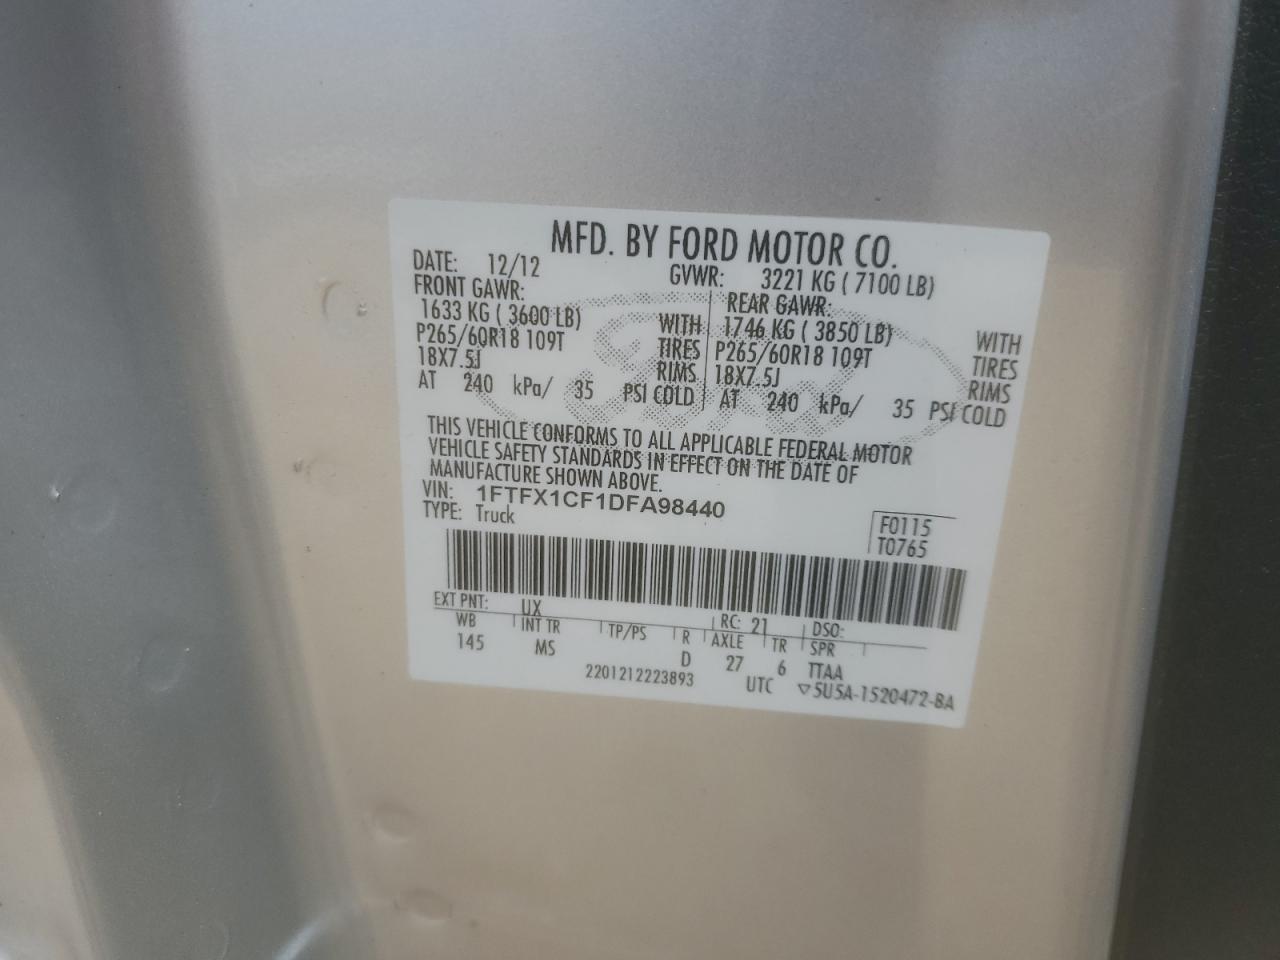 MFD. BY FORD MOTOR CO.
DATE: 12/12 GVWR: 3221 KG ( 7100 LB)
FRONT GAWR: REAR GAWR:
1633 KG ( 3600 LB) WITH 1746 KG ( 3850 LB) WITH
P265/60R18 109T TIRES P265/60R18 109T TIRES
18X7.5J RIMS 18X7.5J RIMS
AT 240 kPa/ 35 PSI COLD AT 240 kPa/ 35 PSI COLD
THIS VEHICLE CONFORMS TO ALL APPLICABLE FEDERAL MOTOR
VEHICLE SAFETY STANDARDS IN EFFECT ON THE DATE OF
MANUFACTURE SHOWN ABOVE.
VIN: 1FTFX1CF1DFA98440
TYPE: Truck
F0115
T0765
EXT PNT: UX RC: 21 DSO:
WB INT TR TP/PS R AXLE TR SPR
145 MS D 27 6 TTAA
2201212223893 UTC ▽5U5A-1520472-BA